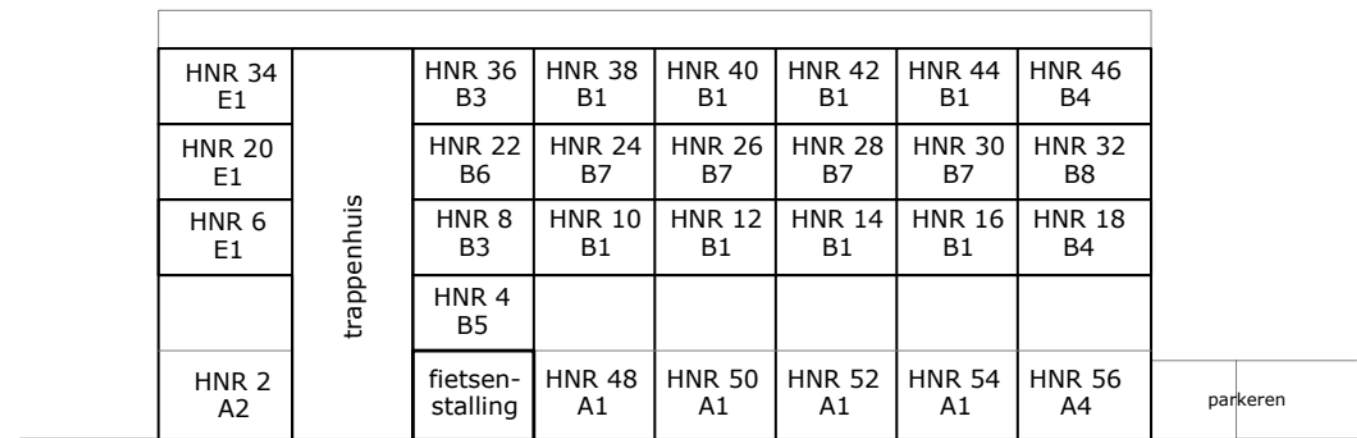 HNR 34
E1
HNR 36
B3
HNR 38
B1
HNR 40
B1
HNR 42
B1
HNR 44
B1
HNR 46
B4
HNR 20
E1
HNR 22
B6
HNR 24
B7
HNR 26
B7
HNR 28
B7
HNR 30
B7
HNR 32
B8
HNR 6
E1
trappenhuis
HNR 8
B3
HNR 10
B1
HNR 12
B1
HNR 14
B1
HNR 16
B1
HNR 18
B4
HNR 4
B5
HNR 2
A2
fietsen-
stalling
HNR 48
A1
HNR 50
A1
HNR 52
A1
HNR 54
A1
HNR 56
A4
parkeren